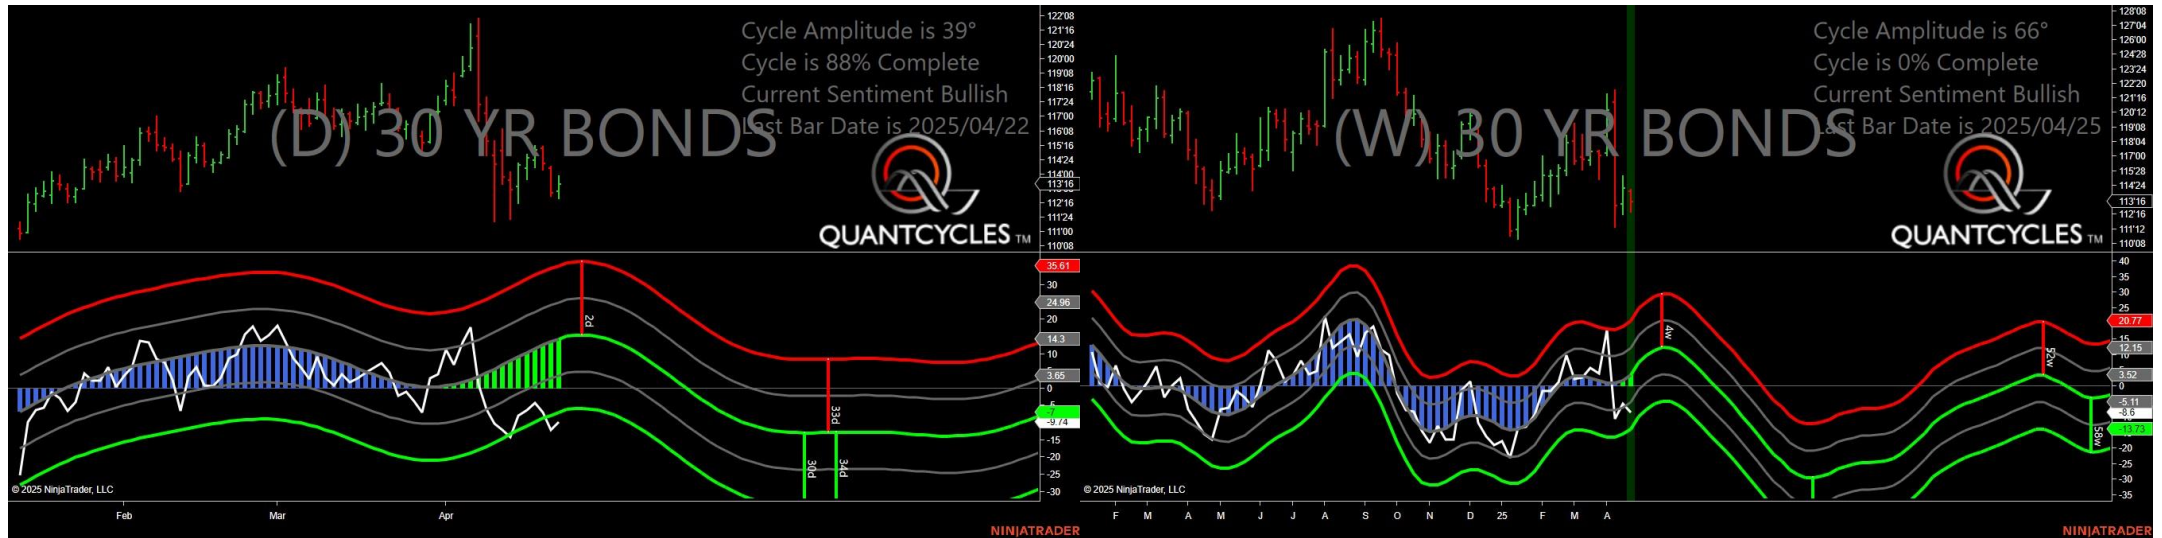 Cycle Amplitude is 39°
Cycle is 88% Complete
Current Sentiment Bullish
Last Bar Date is 2025/04/22
(D) 30 YR BONDS
QUANTCYCLES TM
122'08
121'16
120'24
120'00
119'08
118'16
117'24
117'00
116'08
115'16
114'24
114'00
113'16
112'16
111'24
111'00
110'08
35.61
30
24.96
20
14.3
10
3.65
0
-7
-9.74
-15
-20
-25
-30
2d
33d
30d
34d
© 2025 NinjaTrader, LLC
Feb
Mar
Apr
NINJATRADER
Cycle Amplitude is 66°
Cycle is 0% Complete
Current Sentiment Bullish
Last Bar Date is 2025/04/25
(W) 30 YR BONDS
QUANTCYCLES TM
128'08
127'04
126'00
124'28
123'24
122'20
121'16
120'12
119'08
118'04
117'00
115'28
114'24
113'16
112'16
111'12
110'08
40
35
30
25
20.77
15
12.15
3.52
0
-5.11
-8.6
-13.73
-20
-25
-30
-35
4w
52w
58w
© 2025 NinjaTrader, LLC
F
M
A
M
J
J
A
S
O
N
D
25
F
M
A
NINJATRADER